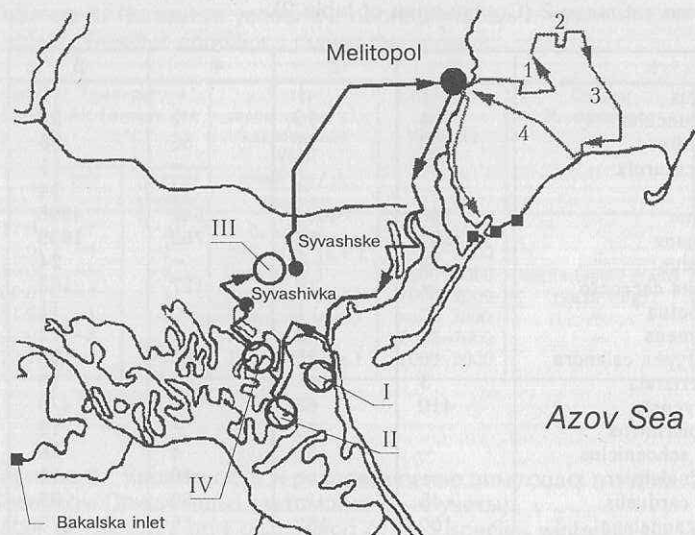 Melitopol
2
1
3
4
III
Syvashske
Syvashivka
I
Azov Sea
II
IV
Bakalska inlet